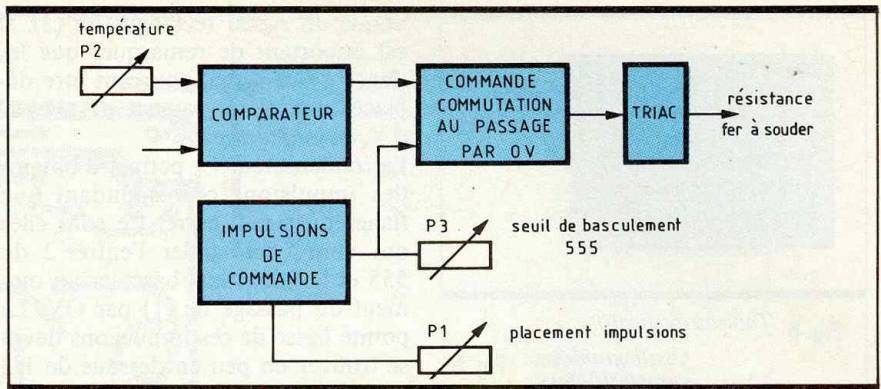 température
P2
COMPARATEUR
COMMANDE
COMMUTATION
AU PASSAGE
PAR 0V
TRIAC
résistance
fer à souder
IMPULSIONS
DE
COMMANDE
P3
seuil de basculement
555
P1
placement impulsions